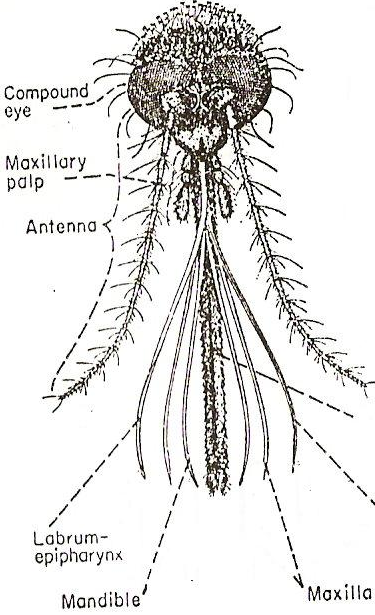 Compound
eye
Maxillary
palp
Antenna
Labrum-
epipharynx
Mandible
Maxilla